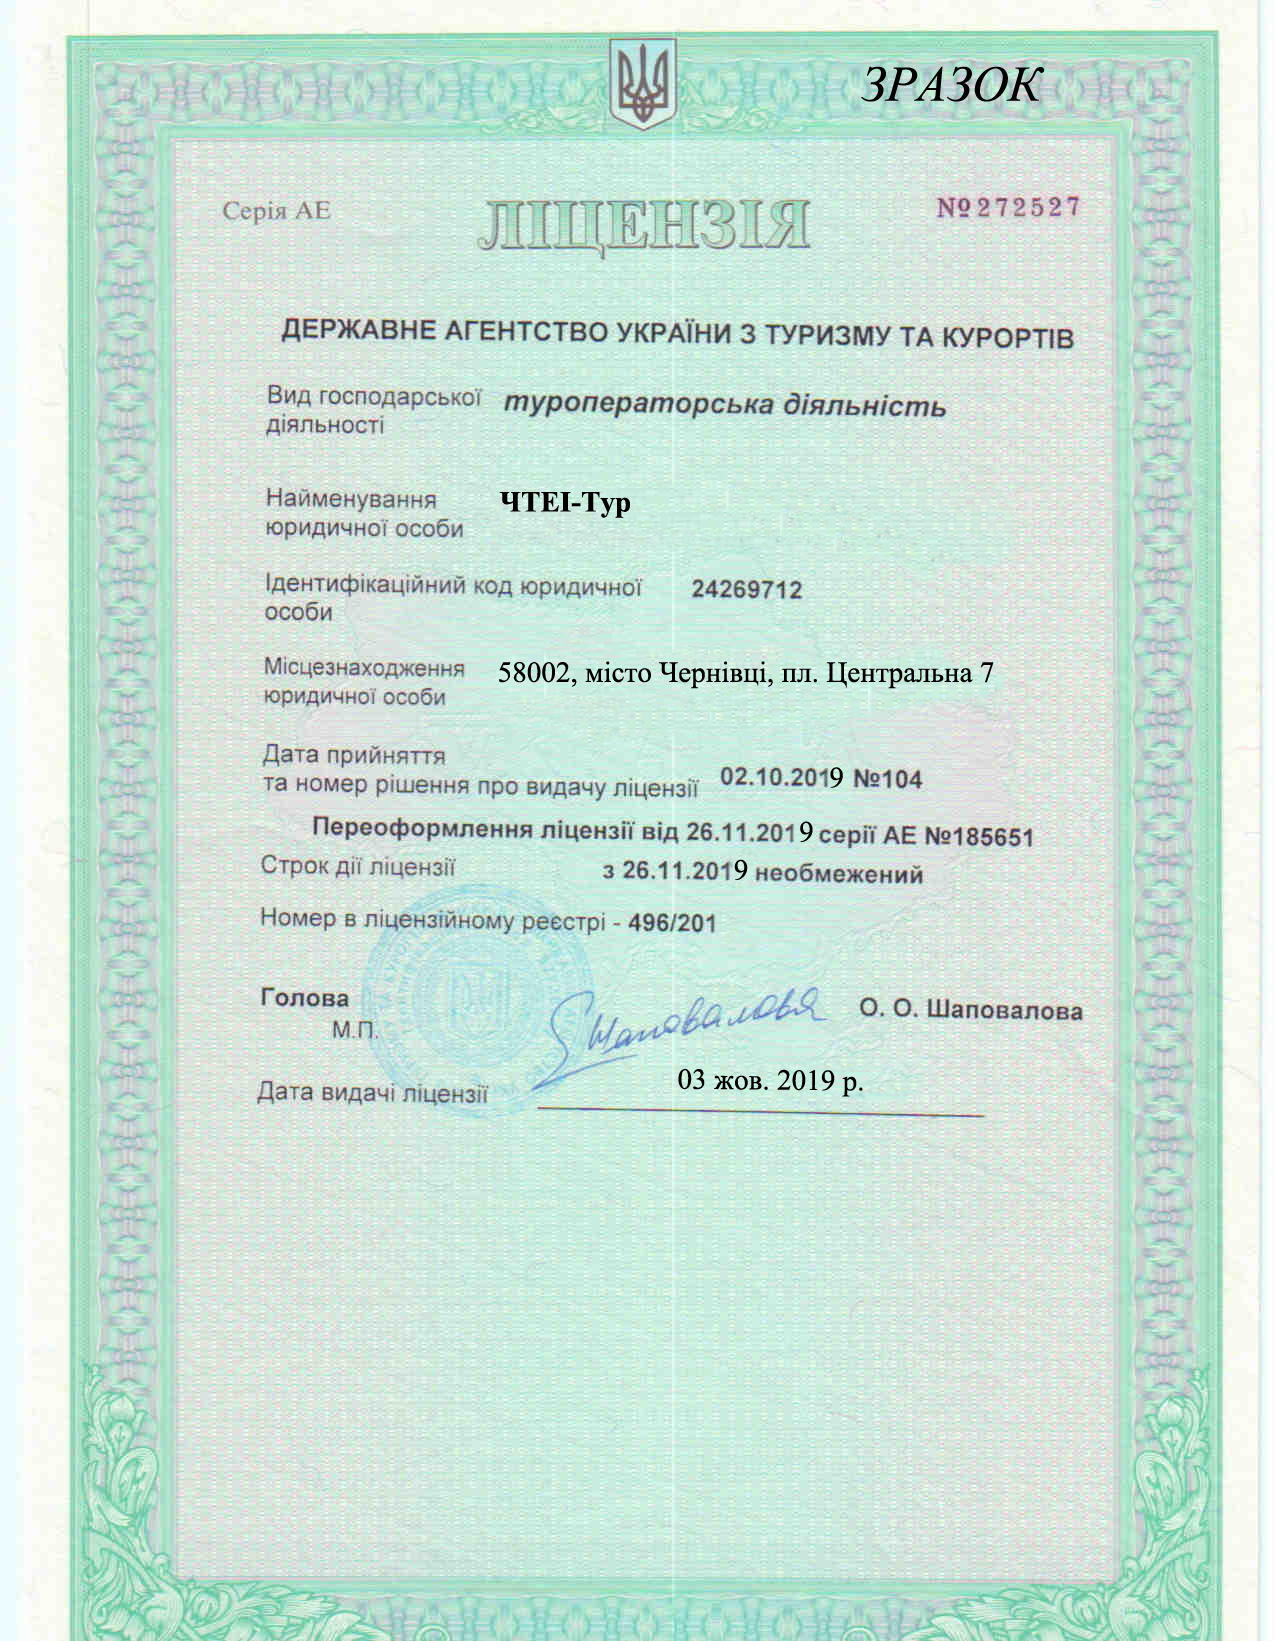 ЗРАЗОК
Серія АЕ
ЛІЦЕНЗІЯ
№272527
ДЕРЖАВНЕ АГЕНТСТВО УКРАЇНИ З ТУРИЗМУ ТА КУРОРТІВ
Вид господарської туроператорська діяльність
діяльності
Найменування ЧТЕІ-Тур
юридичної особи
Ідентифікаційний код юридичної 24269712
особи
Місцезнаходження 58002, місто Чернівці, пл. Центральна 7
юридичної особи
Дата прийняття
та номер рішення про видачу ліцензії 02.10.2019 №104
Переоформлення ліцензії від 26.11.2019 серії АЕ №185651
Строк дії ліцензії з 26.11.2019 необмежений
Номер в ліцензійному реєстрі - 496/201
Голова Шаповалова О. О. Шаповалова
М.П.
Дата видачі ліцензії 03 жов. 2019 р.